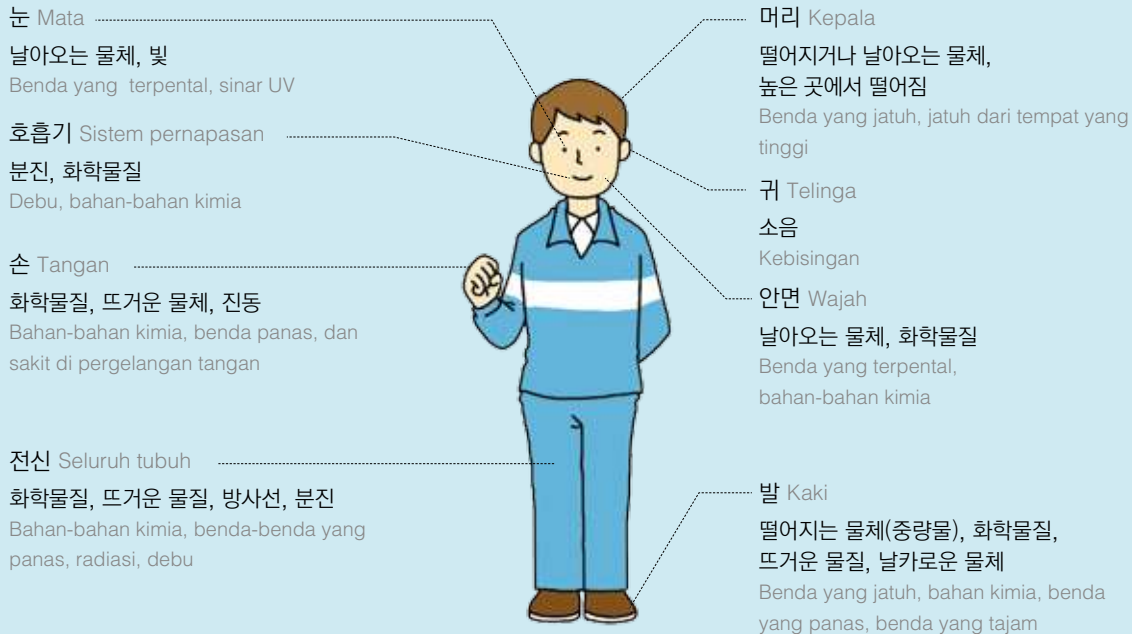 눈 Mata
날아오는 물체, 빛
Benda yang terpental, sinar UV
호흡기 Sistem pernapasan
분진, 화학물질
Debu, bahan-bahan kimia
손 Tangan
화학물질, 뜨거운 물체, 진동
Bahan-bahan kimia, benda panas, dan
sakit di pergelangan tangan
전신 Seluruh tubuh
화학물질, 뜨거운 물질, 방사선, 분진
Bahan-bahan kimia, benda-benda yang
panas, radiasi, debu
머리 Kepala
떨어지거나 날아오는 물체,
높은 곳에서 떨어짐
Benda yang jatuh, jatuh dari tempat yang
tinggi
귀 Telinga
소음
Kebisingan
안면 Wajah
날아오는 물체, 화학물질
Benda yang terpental,
bahan-bahan kimia
발 Kaki
떨어지는 물체(중량물), 화학물질,
뜨거운 물질, 날카로운 물체
Benda yang jatuh, bahan kimia, benda
yang panas, benda yang tajam